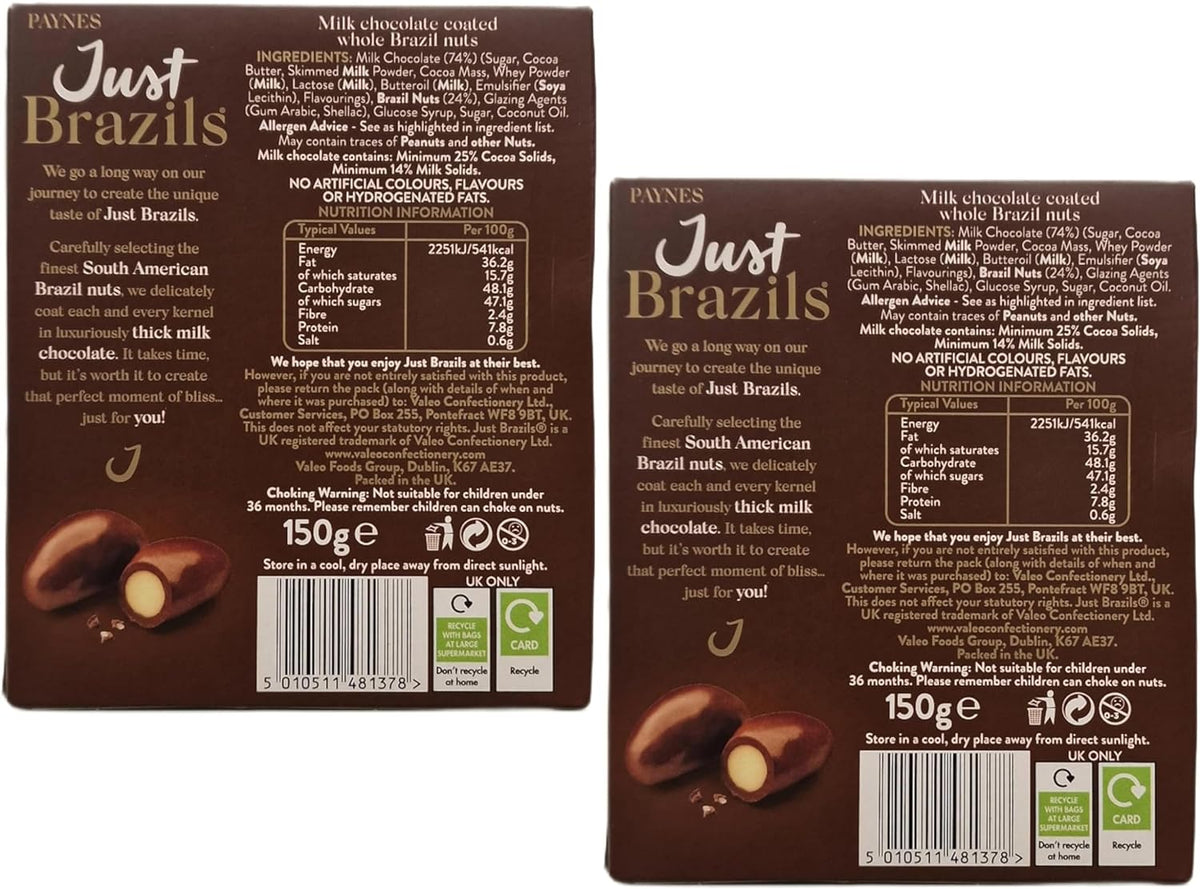 PAYNES
Just
Brazils
We go a long way on our
journey to create the unique
taste of Just Brazils.
Carefully selecting the
finest South American
Brazil nuts, we delicately
coat each and every kernel
in luxuriously thick milk
chocolate. It takes time,
but it's worth it to create
that perfect moment of bliss...
just for you!
J
Milk chocolate coated
whole Brazil nuts
INGREDIENTS: Milk Chocolate (74%) (Sugar, Cocoa
Butter, Skimmed Milk Powder, Cocoa Mass, Whey Powder
(Milk), Lactose (Milk), Butteroil (Milk), Emulsifier (Soya
Lecithin), Flavourings), Brazil Nuts (24%), Glazing Agents
(Gum Arabic, Shellac), Glucose Syrup, Sugar, Coconut Oil.
Allergen Advice - See as highlighted in ingredient list.
May contain traces of Peanuts and other Nuts.
Milk chocolate contains: Minimum 25% Cocoa Solids,
Minimum 14% Milk Solids.
NO ARTIFICIAL COLOURS, FLAVOURS
OR HYDROGENATED FATS.
NUTRITION INFORMATION
Typical Values Per 100g
Energy 2251kJ/541kcal
Fat 36.2g
of which saturates 15.7g
Carbohydrate 48.1g
of which sugars 47.1g
Fibre 2.4g
Protein 7.8g
Salt 0.6g
We hope that you enjoy Just Brazils at their best.
However, if you are not entirely satisfied with this product,
please return the pack (along with details of when and
where it was purchased) to: Valeo Confectionery Ltd.,
Customer Services, PO Box 255, Pontefract WF8 9BT, UK.
This does not affect your statutory rights. Just Brazils® is a
UK registered trademark of Valeo Confectionery Ltd.
www.valeoconfectionery.com
Valeo Foods Group, Dublin, K67 AE37.
Packed in the UK.
Choking Warning: Not suitable for children under
36 months. Please remember children can choke on nuts.
150g e
0-3
Store in a cool, dry place away from direct sunlight.
UK ONLY
RECYCLE
WITH BAGS
AT LARGE
SUPERMARKET
Don't recycle
at home
CARD
Recycle
5 010511 481378 >
PAYNES
Just
Brazils
We go a long way on our
journey to create the unique
taste of Just Brazils.
Carefully selecting the
finest South American
Brazil nuts, we delicately
coat each and every kernel
in luxuriously thick milk
chocolate. It takes time,
but it's worth it to create
that perfect moment of bliss...
just for you!
J
Milk chocolate coated
whole Brazil nuts
INGREDIENTS: Milk Chocolate (74%) (Sugar, Cocoa
Butter, Skimmed Milk Powder, Cocoa Mass, Whey Powder
(Milk), Lactose (Milk), Butteroil (Milk), Emulsifier (Soya
Lecithin), Flavourings), Brazil Nuts (24%), Glazing Agents
(Gum Arabic, Shellac), Glucose Syrup, Sugar, Coconut Oil.
Allergen Advice - See as highlighted in ingredient list.
May contain traces of Peanuts and other Nuts.
Milk chocolate contains: Minimum 25% Cocoa Solids,
Minimum 14% Milk Solids.
NO ARTIFICIAL COLOURS, FLAVOURS
OR HYDROGENATED FATS.
NUTRITION INFORMATION
Typical Values Per 100g
Energy 2251kJ/541kcal
Fat 36.2g
of which saturates 15.7g
Carbohydrate 48.1g
of which sugars 47.1g
Fibre 2.4g
Protein 7.8g
Salt 0.6g
We hope that you enjoy Just Brazils at their best.
However, if you are not entirely satisfied with this product,
please return the pack (along with details of when and
where it was purchased) to: Valeo Confectionery Ltd.,
Customer Services, PO Box 255, Pontefract WF8 9BT, UK.
This does not affect your statutory rights. Just Brazils® is a
UK registered trademark of Valeo Confectionery Ltd.
www.valeoconfectionery.com
Valeo Foods Group, Dublin, K67 AE37.
Packed in the UK.
Choking Warning: Not suitable for children under
36 months. Please remember children can choke on nuts.
150g e
0-3
Store in a cool, dry place away from direct sunlight.
UK ONLY
RECYCLE
WITH BAGS
AT LARGE
SUPERMARKET
Don't recycle
at home
CARD
Recycle
5 010511 481378 >